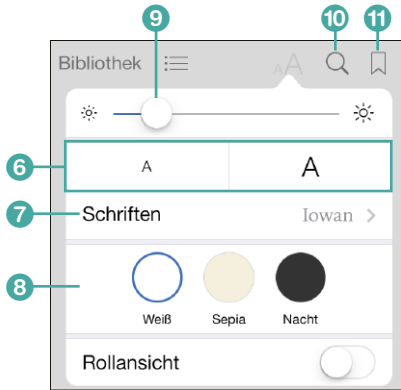 9 10 11
Bibliothek AA
6 A A
7 Schriften Iowan >
8
Weiß Sepia Nacht
Rollansicht